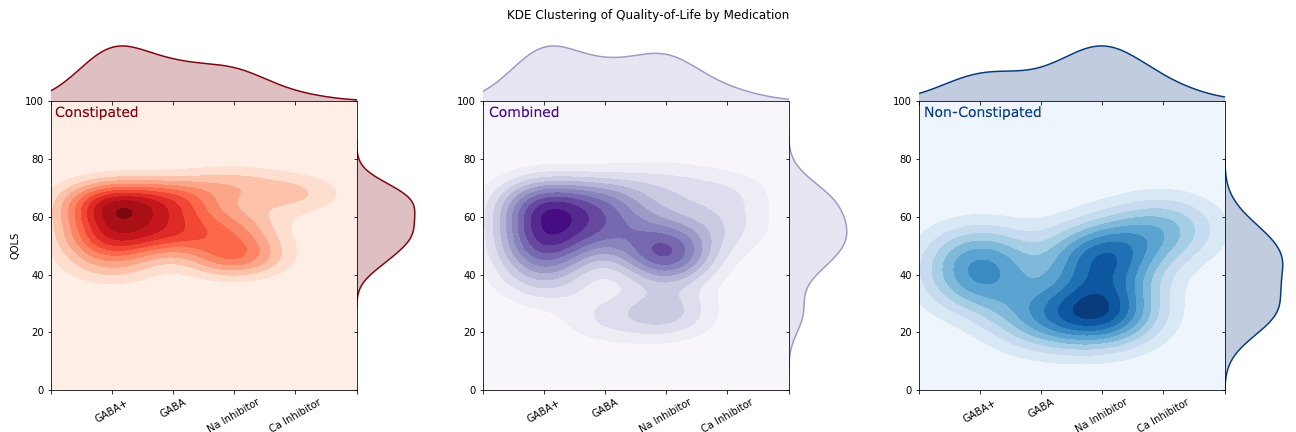 KDE Clustering of Quality-of-Life by Medication
Constipated
Combined
Non-Constipated
QOLS
100
80
60
40
20
0
GABA+
GABA
Na Inhibitor
Ca Inhibitor
100
80
60
40
20
0
GABA+
GABA
Na Inhibitor
Ca Inhibitor
100
80
60
40
20
0
GABA+
GABA
Na Inhibitor
Ca Inhibitor